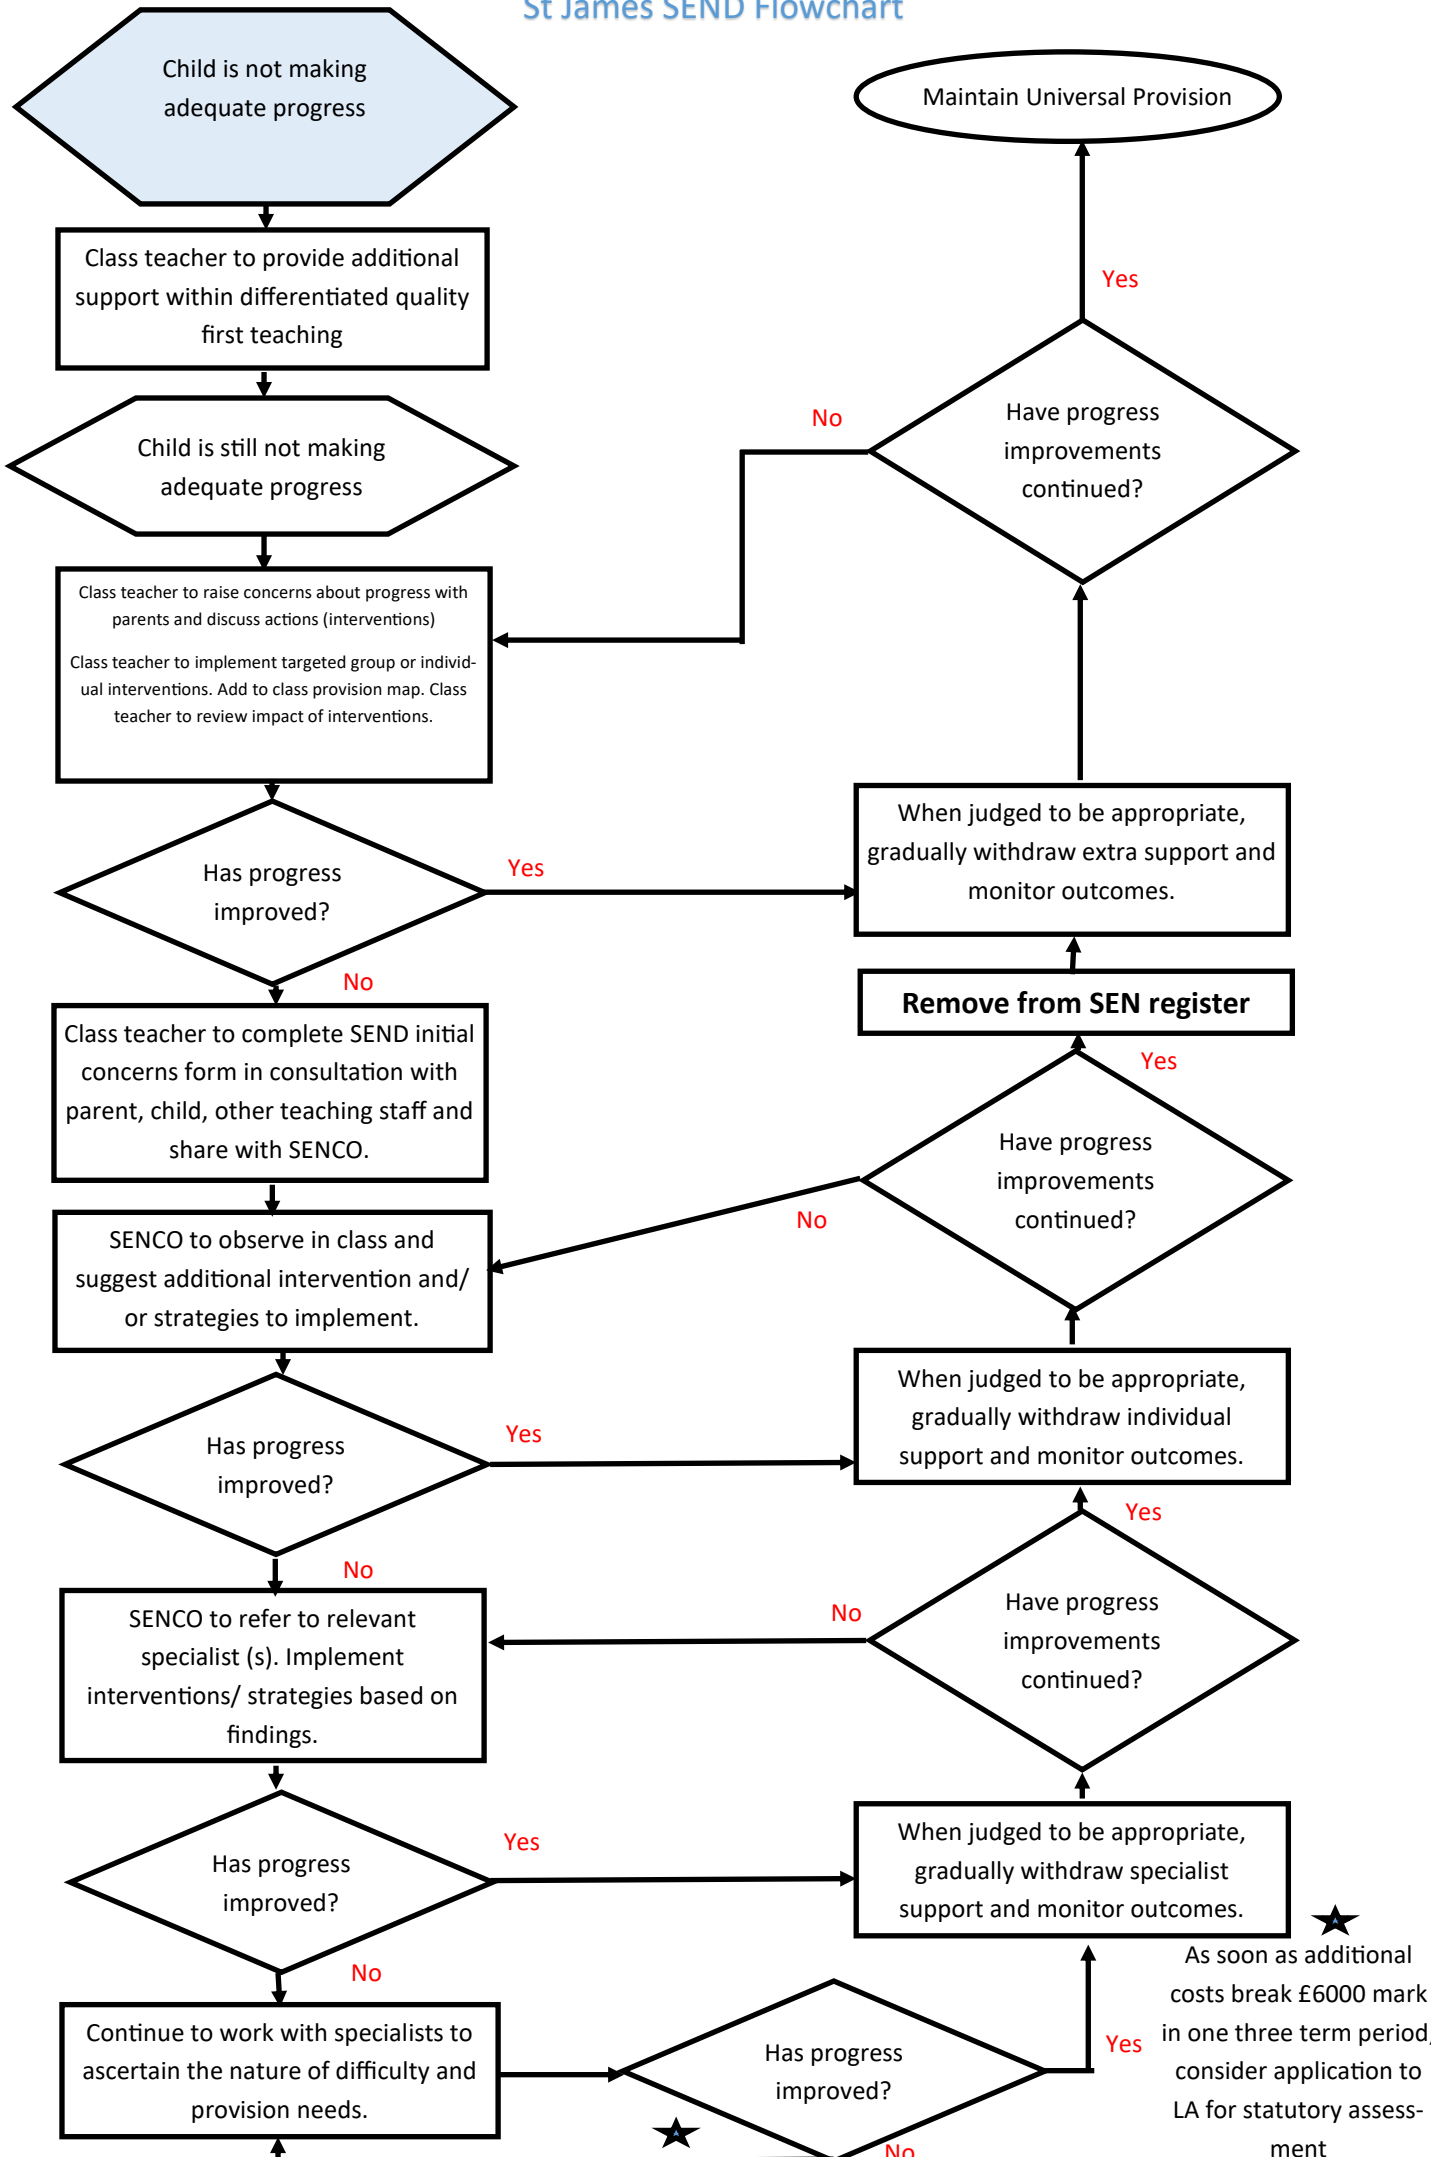 St James SEND Flowchart
Child is not making
adequate progress
Maintain Universal Provision
Class teacher to provide additional
support within differentiated quality
first teaching
Yes
Child is still not making
adequate progress
No
Have progress
improvements
continued?
Class teacher to raise concerns about progress with
parents and discuss actions (interventions)
Class teacher to implement targeted group or individ-
ual interventions. Add to class provision map. Class
teacher to review impact of interventions.
When judged to be appropriate,
gradually withdraw extra support and
monitor outcomes.
Has progress
improved?
Yes
No
Remove from SEN register
Class teacher to complete SEND initial
concerns form in consultation with
parent, child, other teaching staff and
share with SENCO.
Yes
Have progress
improvements
continued?
No
SENCO to observe in class and
suggest additional intervention and/
or strategies to implement.
When judged to be appropriate,
gradually withdraw individual
support and monitor outcomes.
Has progress
improved?
Yes
No
Yes
SENCO to refer to relevant
specialist (s). Implement
interventions/ strategies based on
findings.
No
Have progress
improvements
continued?
When judged to be appropriate,
gradually withdraw specialist
support and monitor outcomes.
Has progress
improved?
Yes
No
As soon as additional
costs break £6000 mark
in one three term period,
consider application to
LA for statutory assess-
ment
Continue to work with specialists to
ascertain the nature of difficulty and
provision needs.
Has progress
improved?
Yes
No